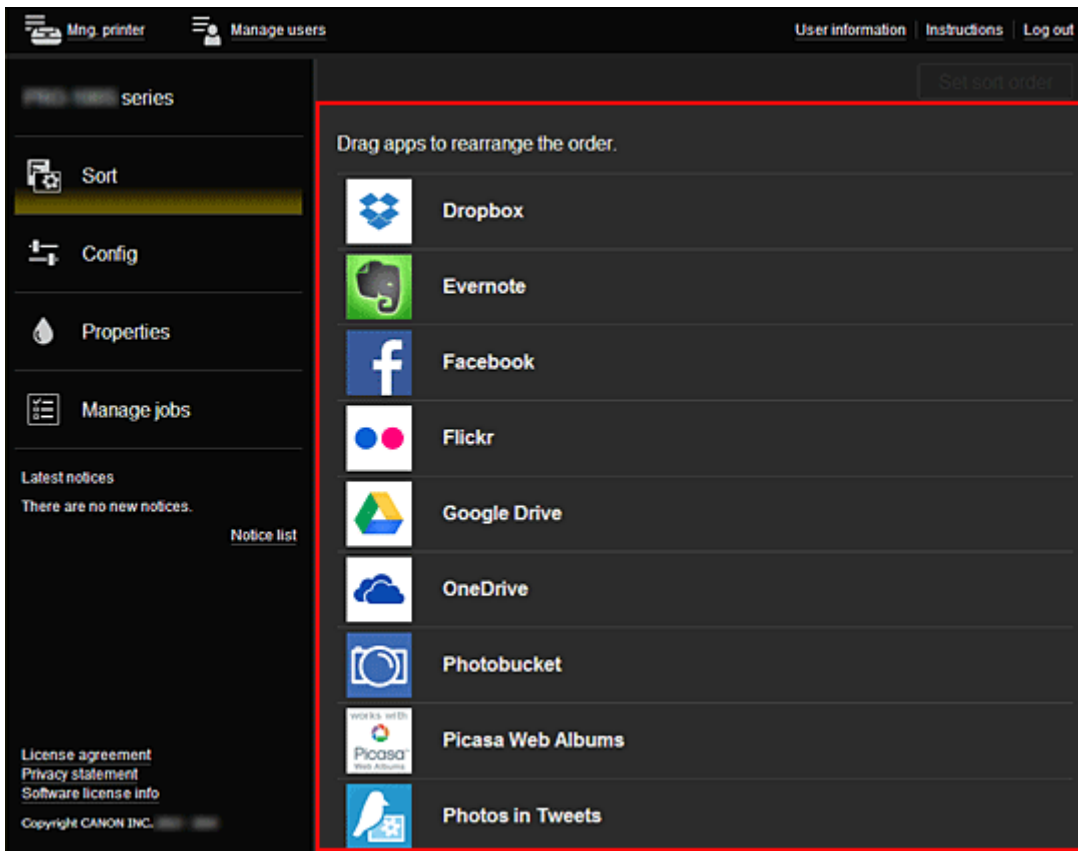 Mng. printer
Manage users
User information
Instructions
Log out
series
Set sort order
Sort
Config
Properties
Manage jobs
Latest notices
There are no new notices.
Notice list
License agreement
Privacy statement
Software license info
Copyright CANON INC.
Drag apps to rearrange the order.
Dropbox
Evernote
Facebook
Flickr
Google Drive
OneDrive
Photobucket
works with
Picasa
Web Albums
Picasa Web Albums
Photos in Tweets